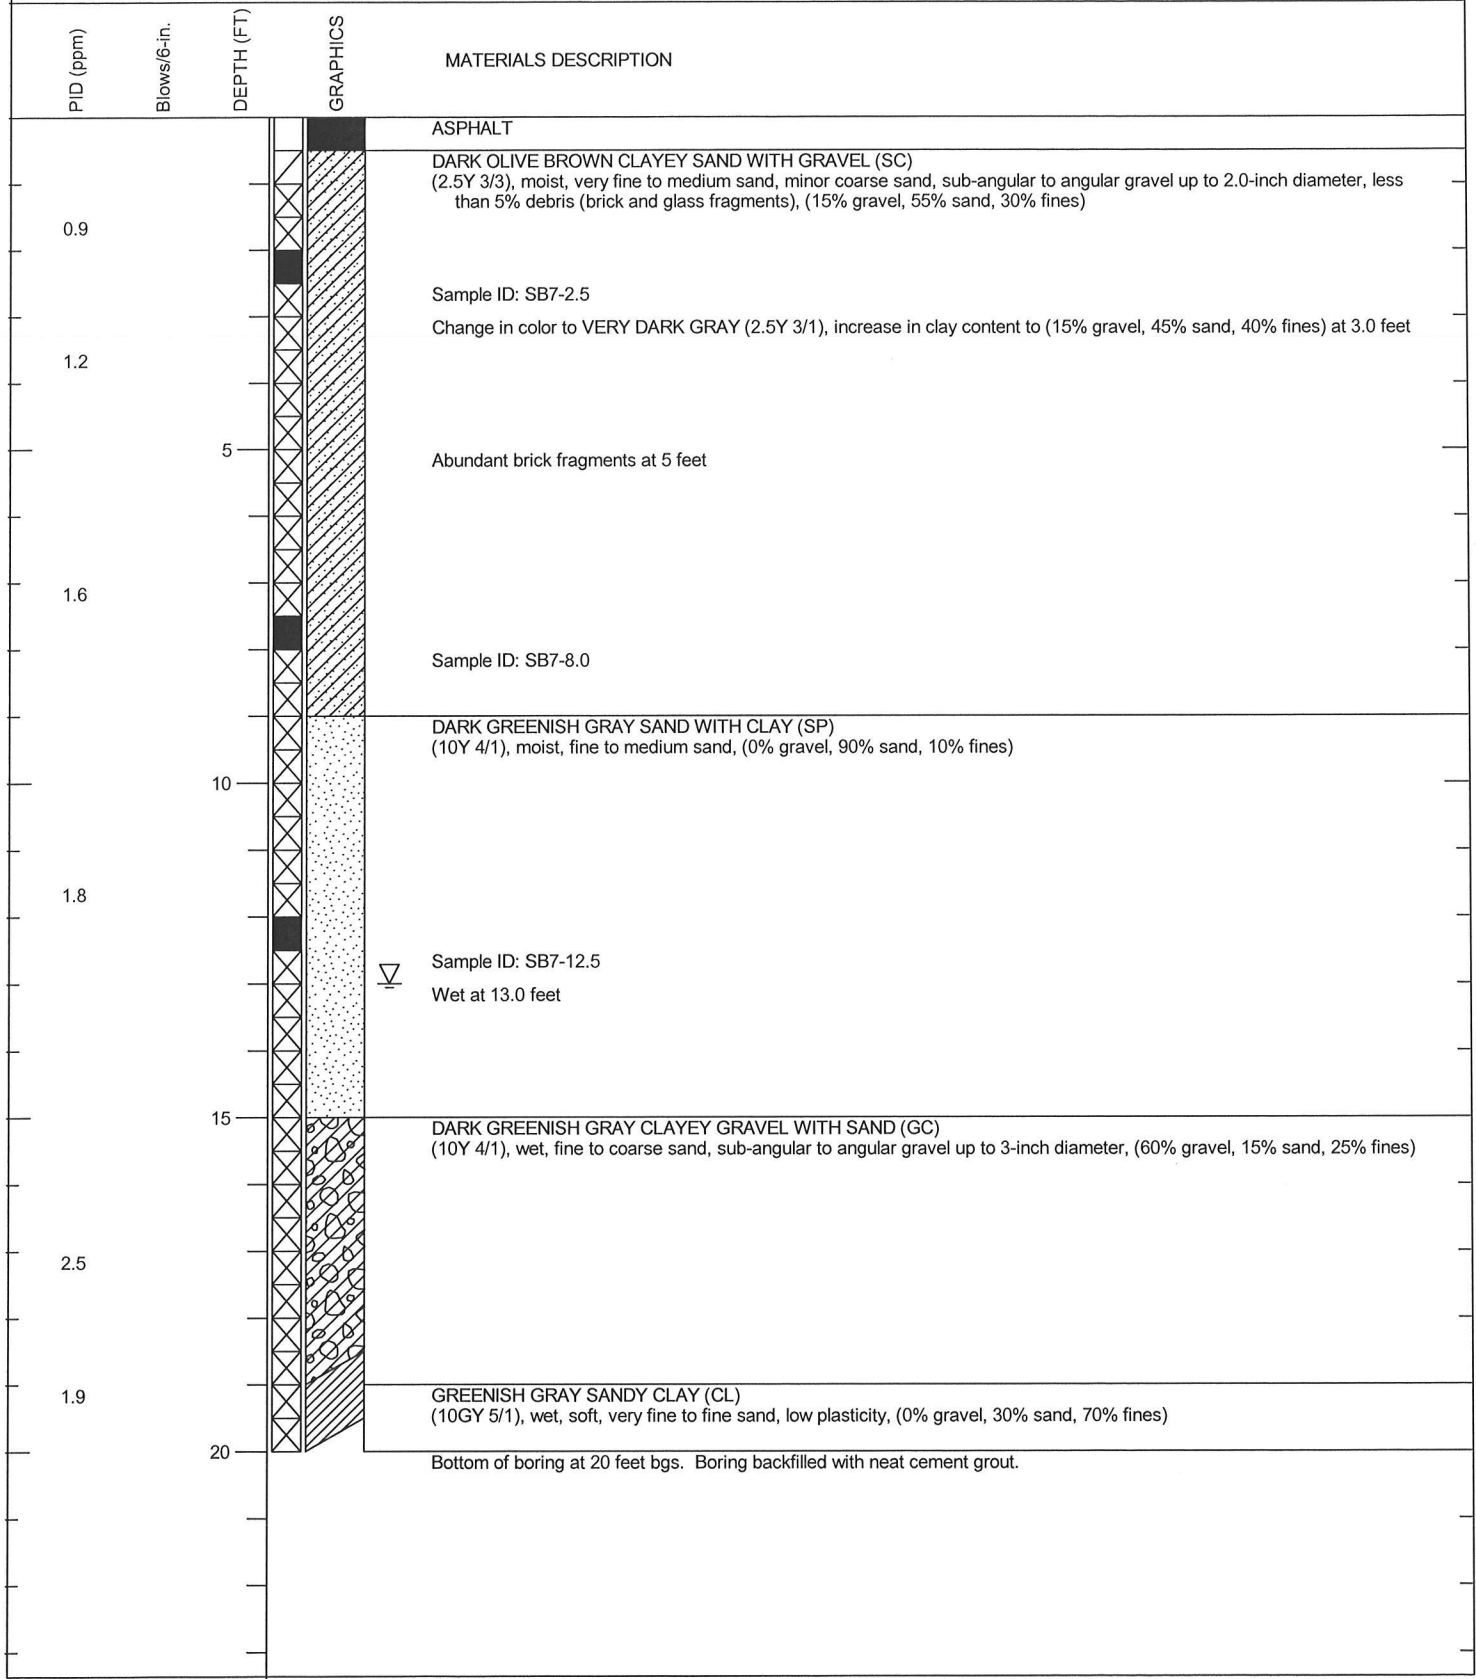 PID (ppm)
Blows/6-in.
DEPTH (FT)
GRAPHICS
MATERIALS DESCRIPTION
ASPHALT
DARK OLIVE BROWN CLAYEY SAND WITH GRAVEL (SC)
(2.5Y 3/3), moist, very fine to medium sand, minor coarse sand, sub-angular to angular gravel up to 2.0-inch diameter, less
than 5% debris (brick and glass fragments), (15% gravel, 55% sand, 30% fines)
0.9
Sample ID: SB7-2.5
Change in color to VERY DARK GRAY (2.5Y 3/1), increase in clay content to (15% gravel, 45% sand, 40% fines) at 3.0 feet
1.2
5
Abundant brick fragments at 5 feet
1.6
Sample ID: SB7-8.0
DARK GREENISH GRAY SAND WITH CLAY (SP)
(10Y 4/1), moist, fine to medium sand, (0% gravel, 90% sand, 10% fines)
10
1.8
Sample ID: SB7-12.5
Wet at 13.0 feet
15
DARK GREENISH GRAY CLAYEY GRAVEL WITH SAND (GC)
(10Y 4/1), wet, fine to coarse sand, sub-angular to angular gravel up to 3-inch diameter, (60% gravel, 15% sand, 25% fines)
2.5
1.9
GREENISH GRAY SANDY CLAY (CL)
(10GY 5/1), wet, soft, very fine to fine sand, low plasticity, (0% gravel, 30% sand, 70% fines)
20
Bottom of boring at 20 feet bgs. Boring backfilled with neat cement grout.